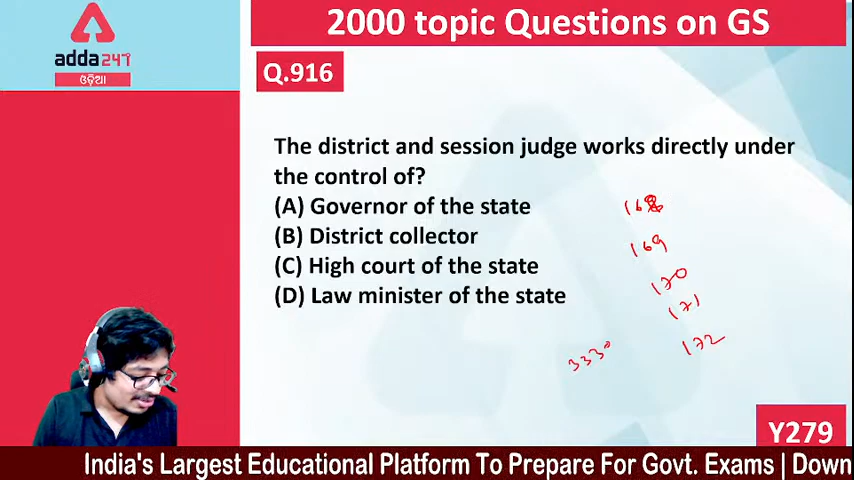 2000 topic Questions on GS
adda247
ଓଡ଼ିଆ
Q.916
The district and session judge works directly under
the control of?
(A) Governor of the state
(B) District collector
(C) High court of the state
(D) Law minister of the state
169
170
171
172
333
Y279
India's Largest Educational Platform To Prepare For Govt. Exams | Down